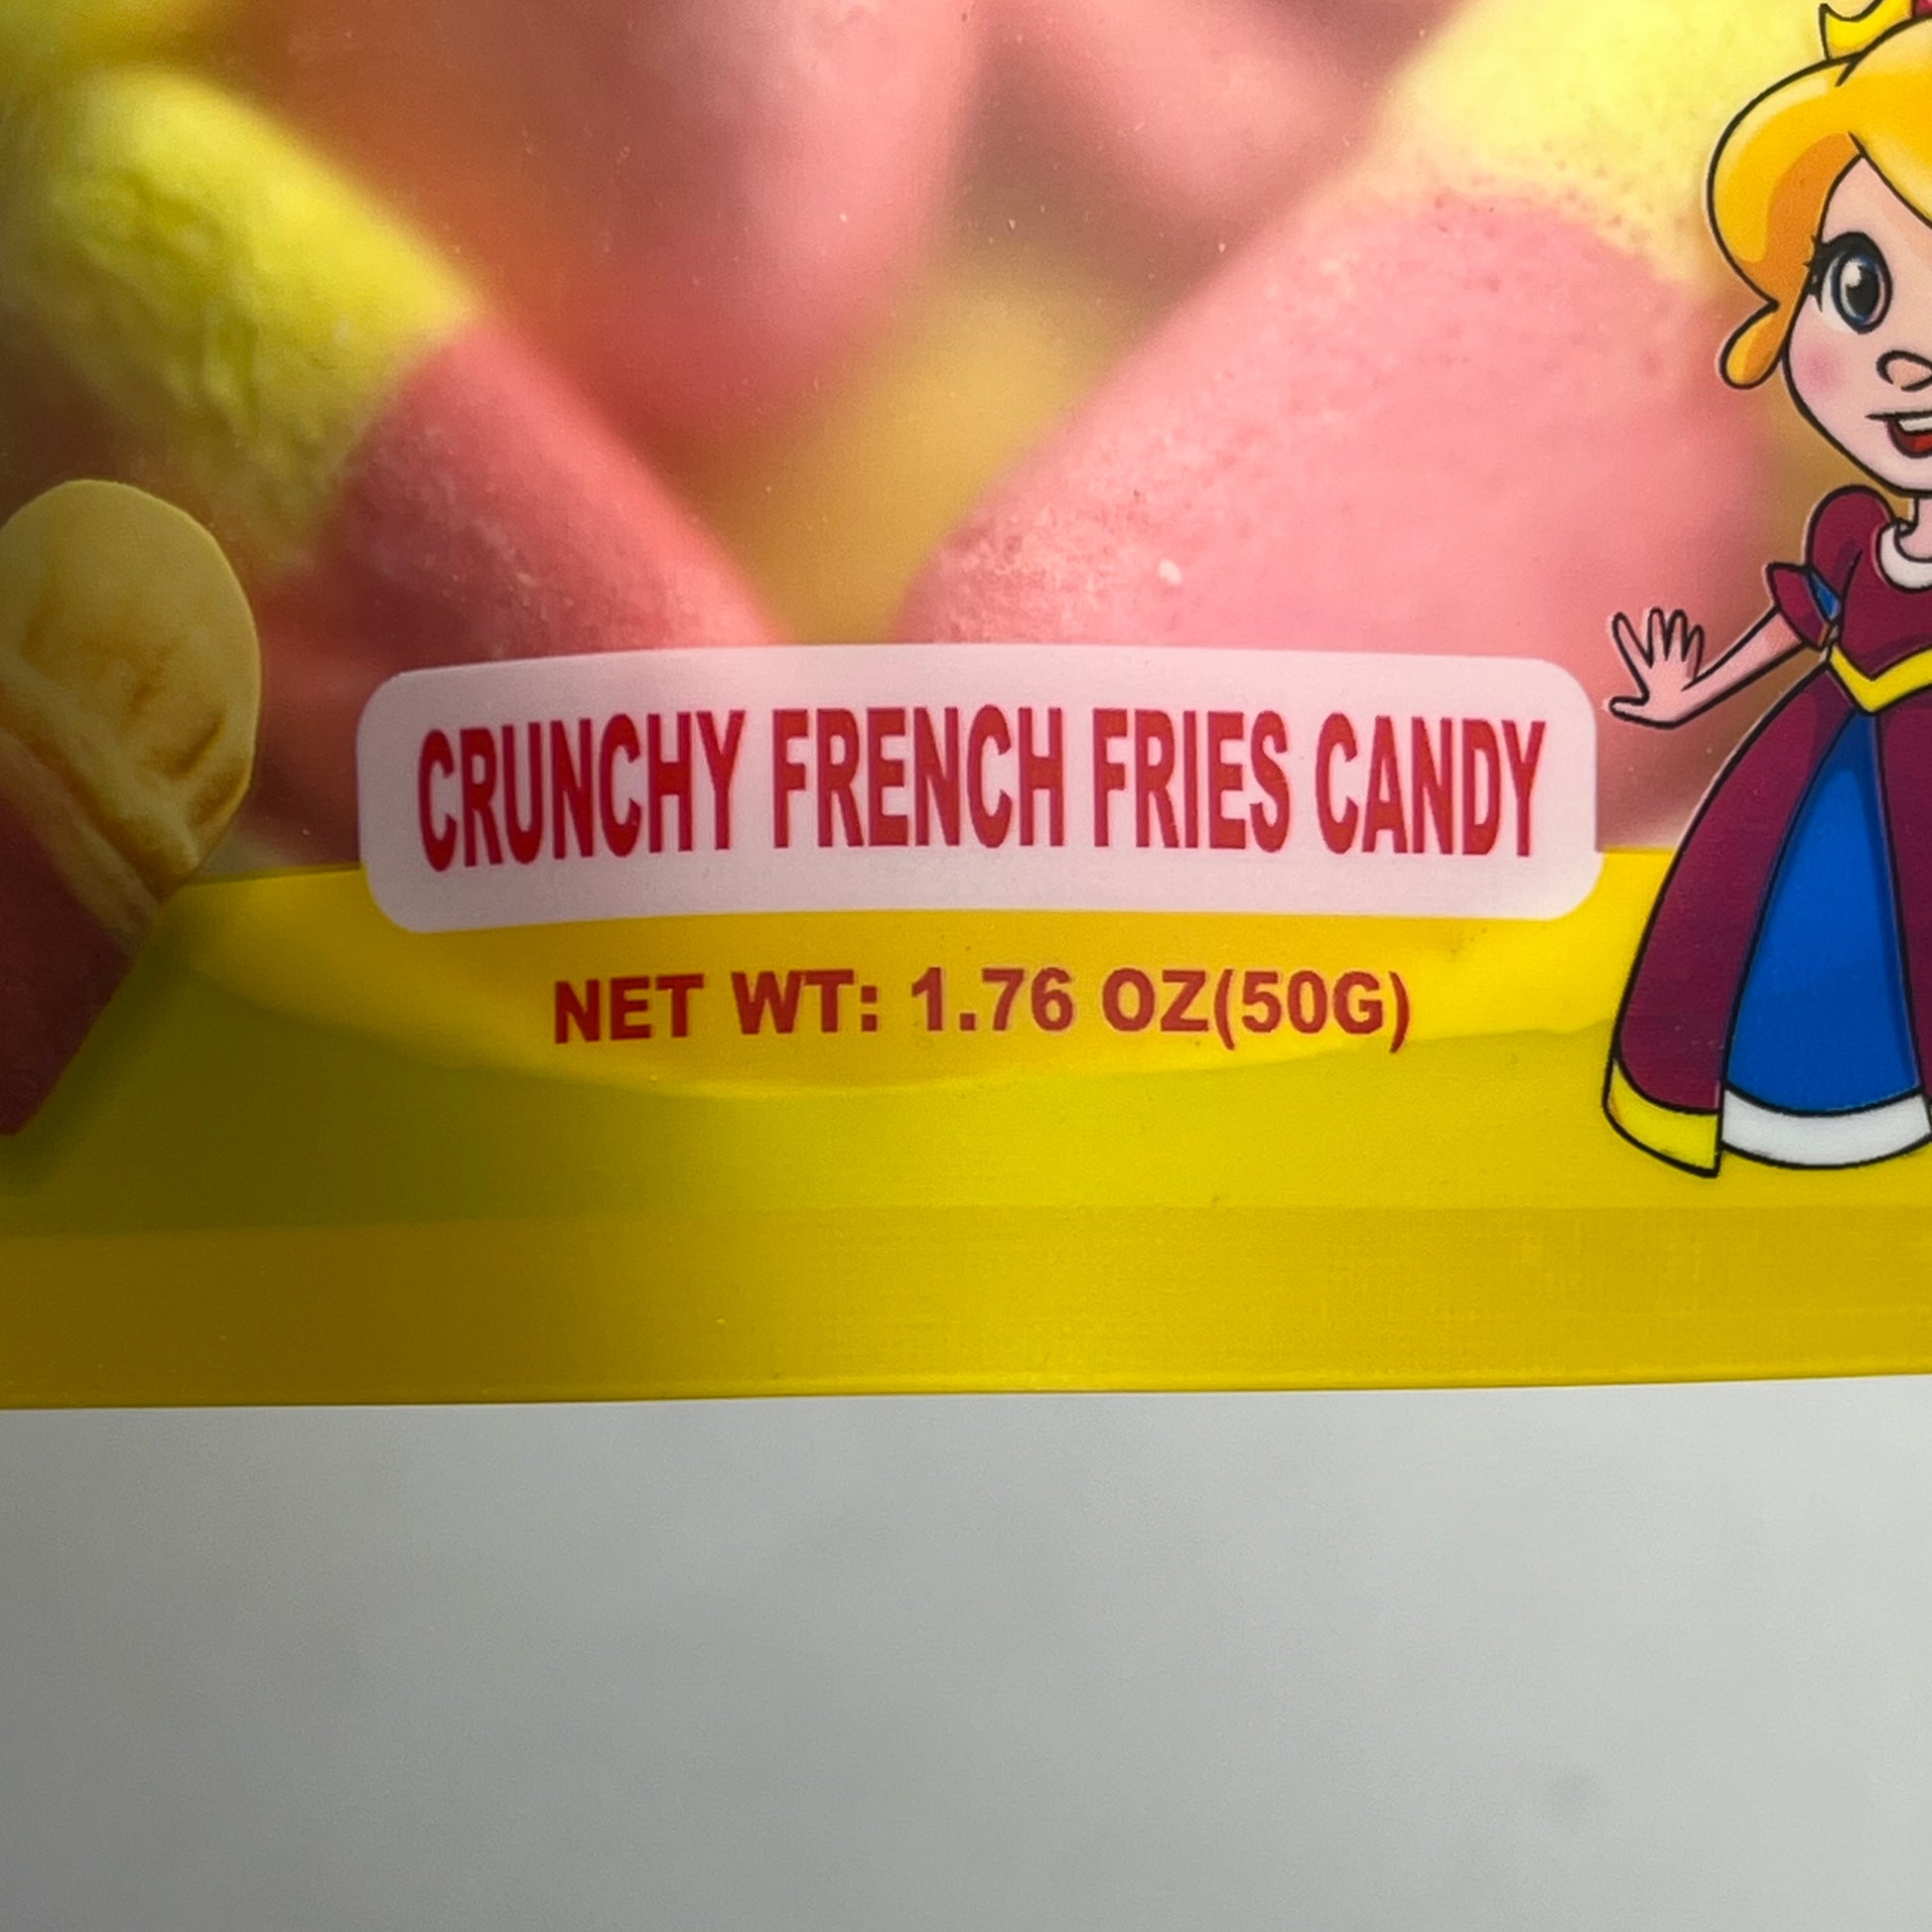 CRUNCHY FRENCH FRIES CANDY
NET WT: 1.76 OZ(50G)